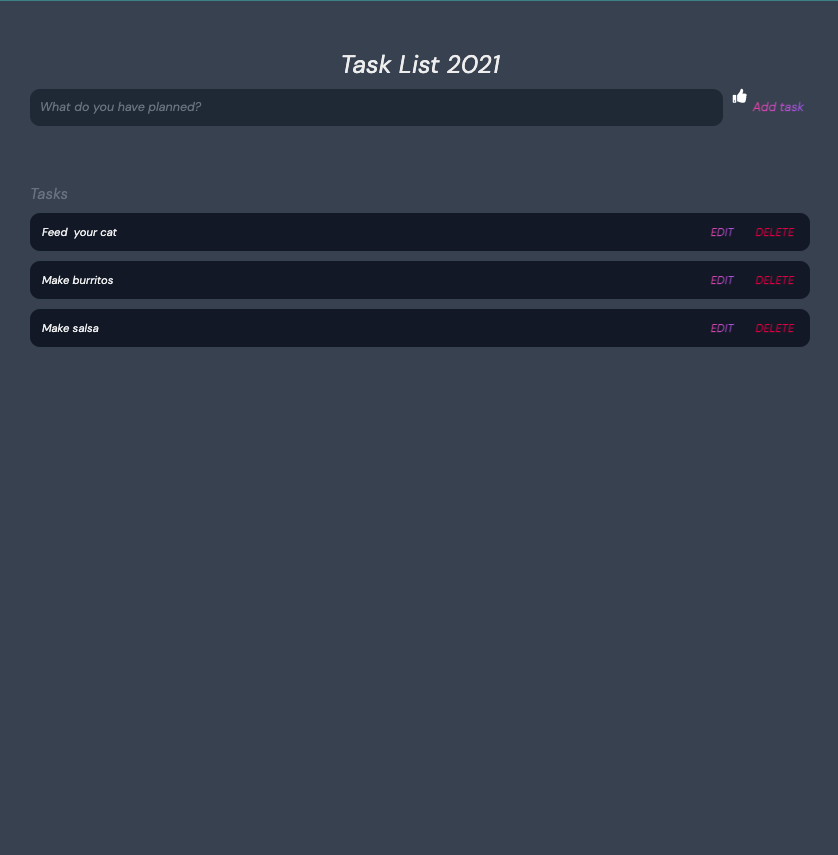 Task List 2021
What do you have planned?
Add task
Tasks
Feed  your cat EDIT DELETE
Make burritos EDIT DELETE
Make salsa EDIT DELETE